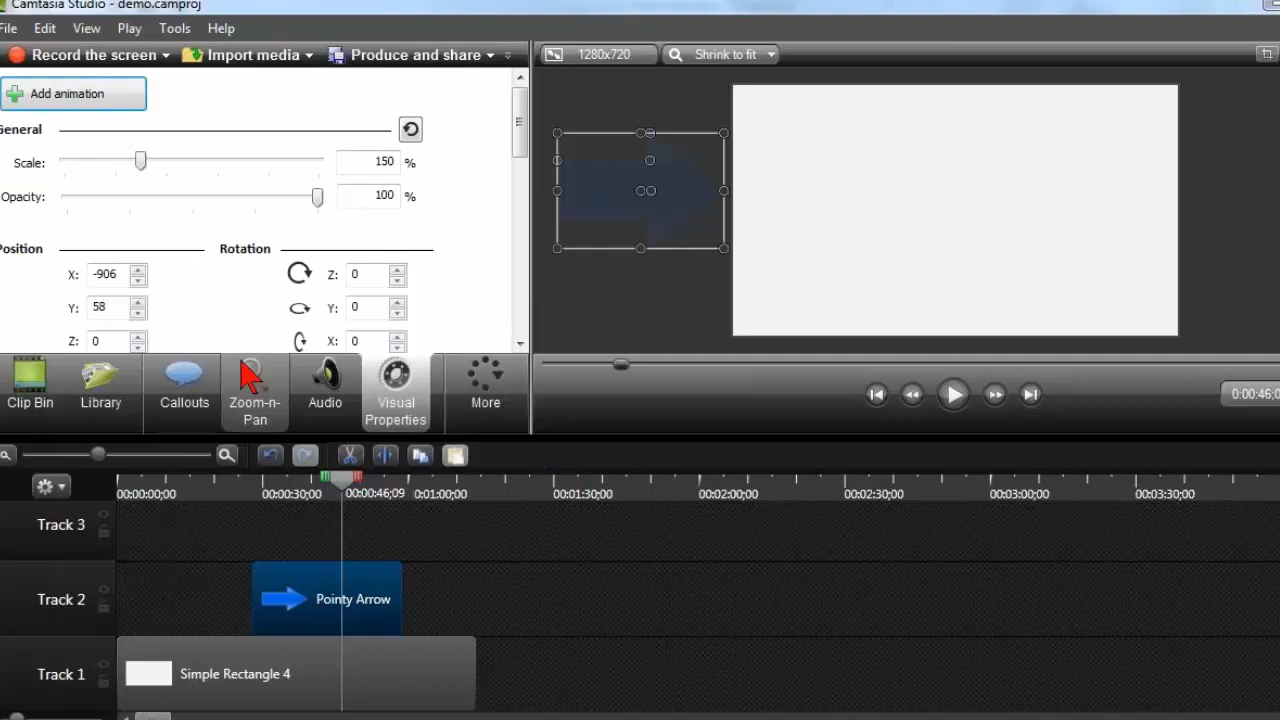 Camtasia Studio - demo.camproj
File Edit View Play Tools Help
Record the screen Import media Produce and share
1280x720 Shrink to fit
Add animation
General
Scale: 150 %
Opacity: 100 %
Position Rotation
X: -906 Z: 0
Y: 58 Y: 0
Z: 0 X: 0
Clip Bin Library Callouts Zoom-n-Pan Audio Visual Properties More
0:00:46;0
00:00:00;00 00:00:30;00 00:00:46;09 0:01:00;00 00:01:30;00 00:02:00;00 00:02:30;00 00:03:00;00 00:03:30;00
Track 3
Track 2 Pointy Arrow
Track 1 Simple Rectangle 4